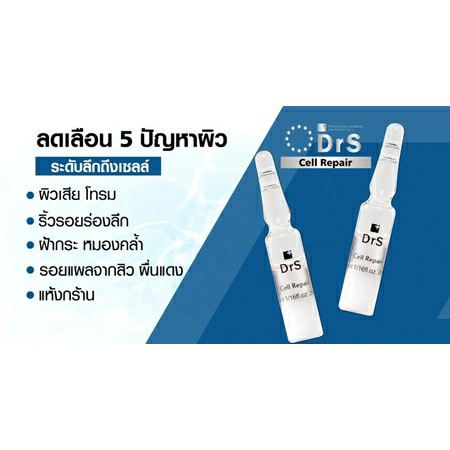 ลดเลือน 5 ปัญหาผิว
ระดับลึกถึงเซลล์
• ผิวเสีย โทรม
• ริ้วรอยร่องลึก
• ฟ้ากระ หมองคล้ำ
• รอยแผลจากสิว ผื่นแดง
• แห้งกร้าน
DrS
Cell Repair
DrS
Cell Repair
DrS
Cell Repair